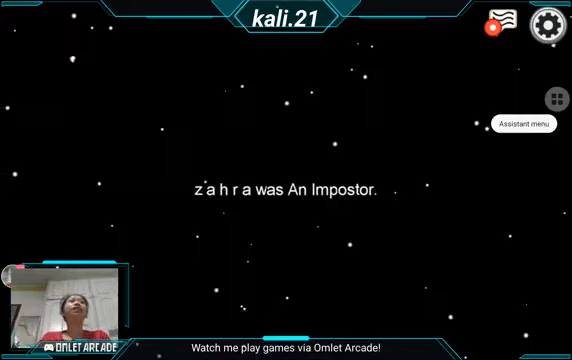 kali.21
Assistant menu
z a h r a was An Impostor.
OMLET ARCADE
Watch me play games via Omlet Arcade!